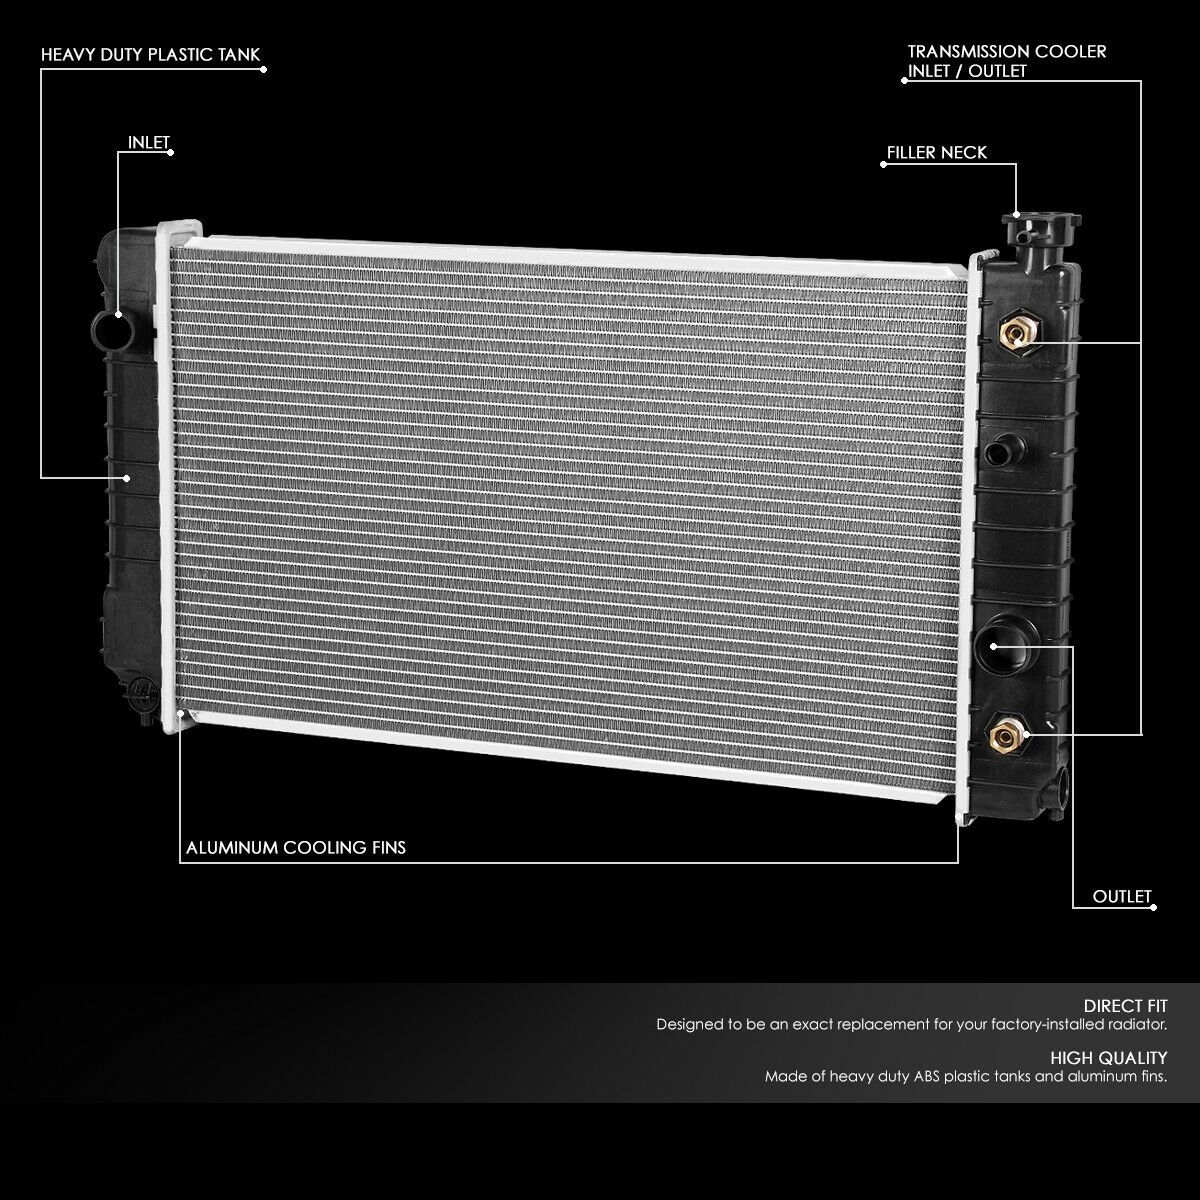 HEAVY DUTY PLASTIC TANK
TRANSMISSION COOLER
INLET / OUTLET
INLET
FILLER NECK
ALUMINUM COOLING FINS
OUTLET
DIRECT FIT
Designed to be an exact replacement for your factory-installed radiator.
HIGH QUALITY
Made of heavy duty ABS plastic tanks and aluminum fins.